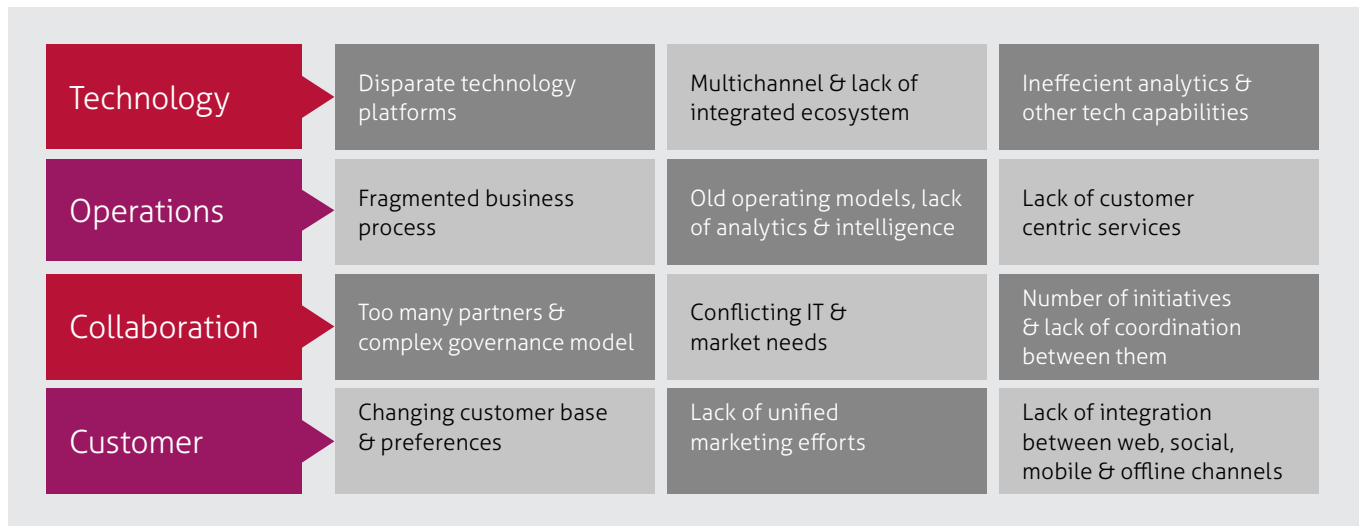 Technology
Disparate technology
platforms
Multichannel & lack of
integrated ecosystem
Ineffecient analytics &
other tech capabilities
Operations
Fragmented business
process
Old operating models, lack
of analytics & intelligence
Lack of customer
centric services
Collaboration
Too many partners &
complex governance model
Conflicting IT &
market needs
Number of initiatives
& lack of coordination
between them
Customer
Changing customer base
& preferences
Lack of unified
marketing efforts
Lack of integration
between web, social,
mobile & offline channels